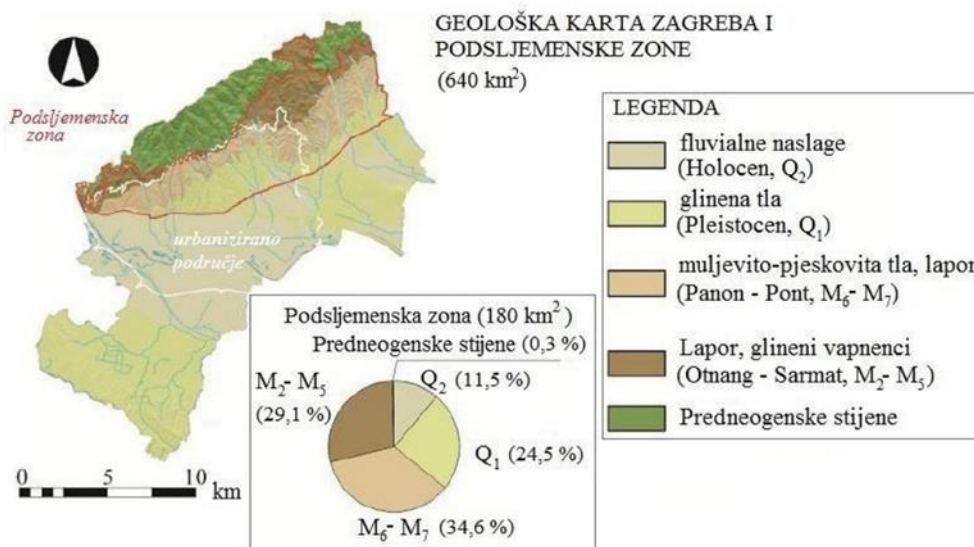 GEOLOŠKA KARTA ZAGREBA I
PODSLJEMENSKE ZONE
(640 km²)
Podsljemenska
zona
urbanizirano
područje
0 5 10
km
LEGENDA
fluvialne naslage
(Holocen, Q₂)
glinena tla
(Pleistocen, Q₁)
muljevito-pjeskovita tla, lapor
(Panon - Pont, M₆- M₇)
Lapor, glineni vapnenci
(Otnang - Sarmat, M₂- M₅)
Predneogenske stijene
Podsljemenska zona (180 km²)
Predneogenske stijene (0,3 %)
Q₂ (11,5 %)
M₂- M₅
(29,1 %)
Q₁ (24,5 %)
M₆- M₇ (34,6 %)